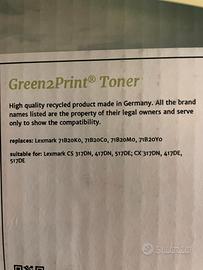 Green2Print® Toner
High quality recycled product made in Germany. All the brand
names listed are the property of their legal owners and serve
only to show the compatibility.
replaces: Lexmark 71B20K0, 71B20C0, 71B20M0, 71B20Y0
suitable for: Lexmark CS 317DN, 417DN, 517DE; CX 317DN, 417DE,
517DE
subito